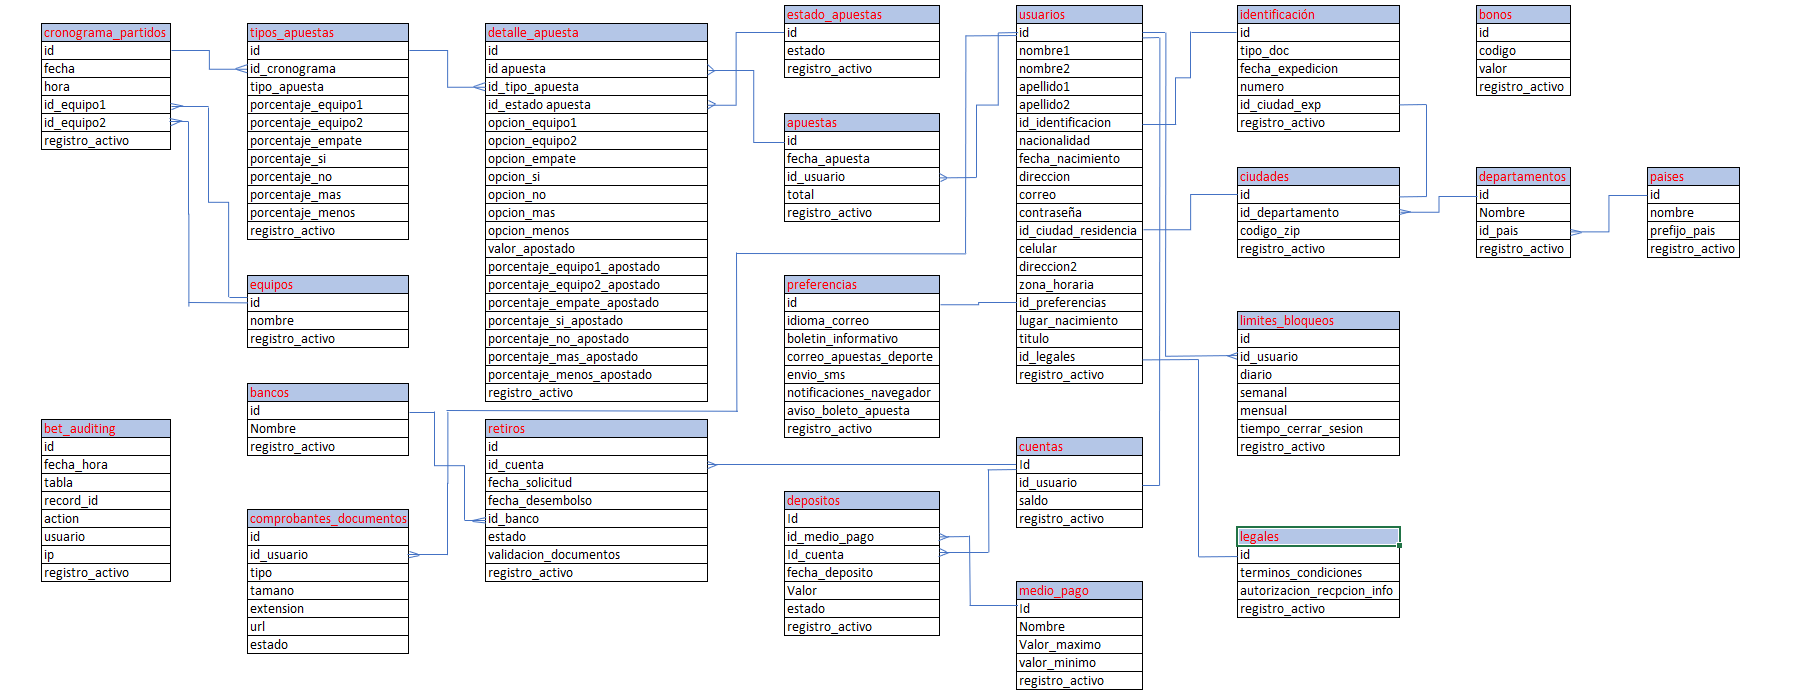 cronograma_partidos
id
fecha
hora
id_equipo1
id_equipo2
registro_activo
tipos_apuestas
id
id_cronograma
tipo_apuesta
porcentaje_equipo1
porcentaje_equipo2
porcentaje_empate
porcentaje_si
porcentaje_no
porcentaje_mas
porcentaje_menos
registro_activo
detalle_apuesta
id
id apuesta
id_tipo_apuesta
id_estado apuesta
opcion_equipo1
opcion_equipo2
opcion_empate
opcion_si
opcion_no
opcion_mas
opcion_menos
valor_apostado
porcentaje_equipo1_apostado
porcentaje_equipo2_apostado
porcentaje_empate_apostado
porcentaje_si_apostado
porcentaje_no_apostado
porcentaje_mas_apostado
porcentaje_menos_apostado
registro_activo
estado_apuestas
id
estado
registro_activo
apuestas
id
fecha_apuesta
id_usuario
total
registro_activo
usuarios
id
nombre1
nombre2
apellido1
apellido2
id_identificacion
nacionalidad
fecha_nacimiento
direccion
correo
contraseña
id_ciudad_residencia
celular
direccion2
zona_horaria
id_preferencias
lugar_nacimiento
titulo
id_legales
registro_activo
identificación
id
tipo_doc
fecha_expedicion
numero
id_ciudad_exp
registro_activo
bonos
id
codigo
valor
registro_activo
ciudades
id
id_departamento
codigo_zip
registro_activo
departamentos
id
Nombre
id_pais
registro_activo
paises
id
nombre
prefijo_pais
registro_activo
equipos
id
nombre
registro_activo
preferencias
id
idioma_correo
boletin_informativo
correo_apuestas_deporte
envio_sms
notificaciones_navegador
aviso_boleto_apuesta
registro_activo
limites_bloqueos
id
id_usuario
diario
semanal
mensual
tiempo_cerrar_sesion
registro_activo
bancos
id
Nombre
registro_activo
bet_auditing
id
fecha_hora
tabla
record_id
action
usuario
ip
registro_activo
comprobantes_documentos
id
id_usuario
tipo
tamano
extension
url
estado
retiros
id
id_cuenta
fecha_solicitud
fecha_desembolso
id_banco
estado
validacion_documentos
registro_activo
depositos
Id
id_medio_pago
Id_cuenta
fecha_deposito
Valor
estado
registro_activo
cuentas
Id
id_usuario
saldo
registro_activo
medio_pago
Id
Nombre
Valor_maximo
valor_minimo
registro_activo
legales
id
terminos_condiciones
autorizacion_recpcion_info
registro_activo